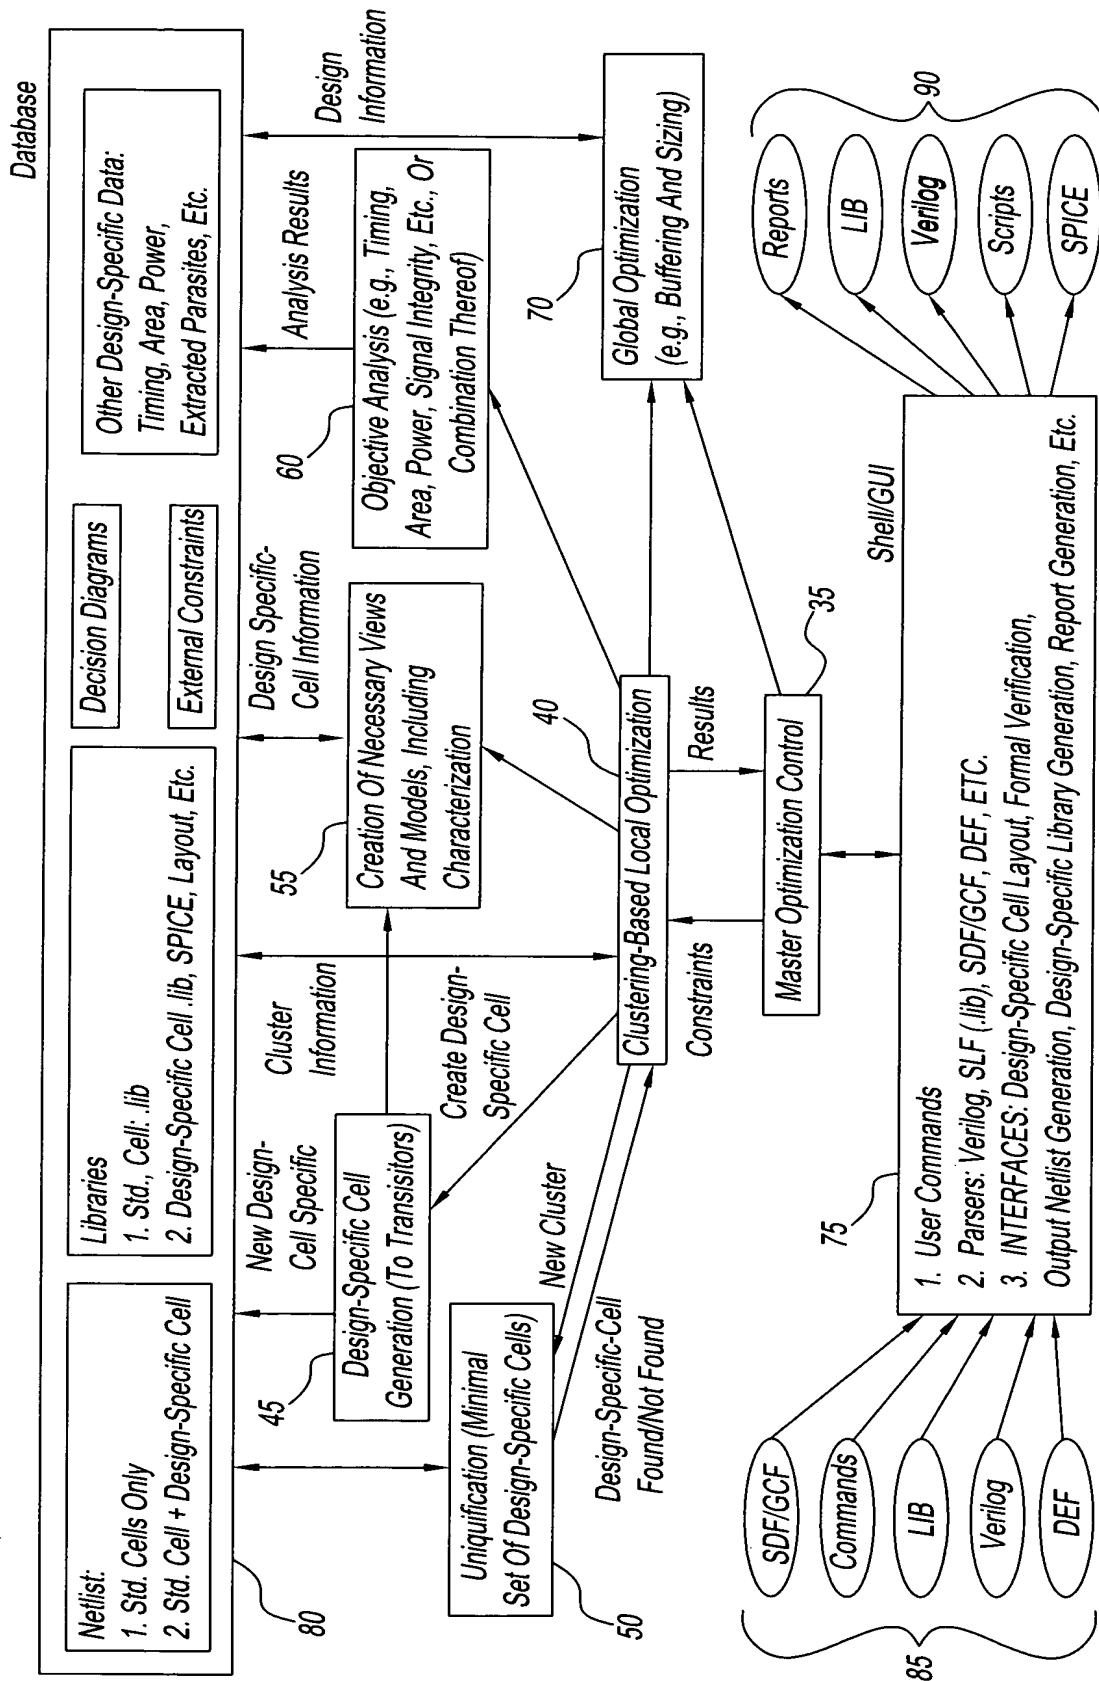 Database
Netlist:
1. Std. Cells Only
2. Std. Cell + Design-Specific Cell
Libraries
1. Std., Cell: .lib
2. Design-Specific Cell .lib, SPICE, Layout, Etc.
Decision Diagrams
External Constraints
Other Design-Specific Data:
Timing, Area, Power,
Extracted Parasites, Etc.
80
New Design-
Cell Specific
Cluster
Information
Design Specific-
Cell Information
Analysis Results
Design
Information
45
Design-Specific Cell
Generation (To Transisitors)
55
Creation Of Necessary Views
And Models, Including
Characterization
60
Objective Analysis (e.g., Timing,
Area, Power, Signal Integrity, Etc., Or
Combination Thereof)
Create Design-
Specific Cell
Uniquification (Minimal
Set Of Design-Specific Cells)
50
New Cluster
Design-Specific-Cell
Found/Not Found
40
Clustering-Based Local Optimization
70
Global Optimization
(e.g., Buffering And Sizing)
Constraints
Results
Master Optimization Control
35
Shell/GUI
75
1. User Commands
2. Parsers: Verilog, SLF (.lib), SDF/GCF, DEF, ETC.
3. INTERFACES: Design-Specific Cell Layout, Formal Verification,
Output Netlist Generation, Design-Specific Library Generation, Report Generation, Etc.
SDF/GCF
Commands
LIB
Verilog
DEF
85
Reports
LIB
Verilog
Scripts
SPICE
90